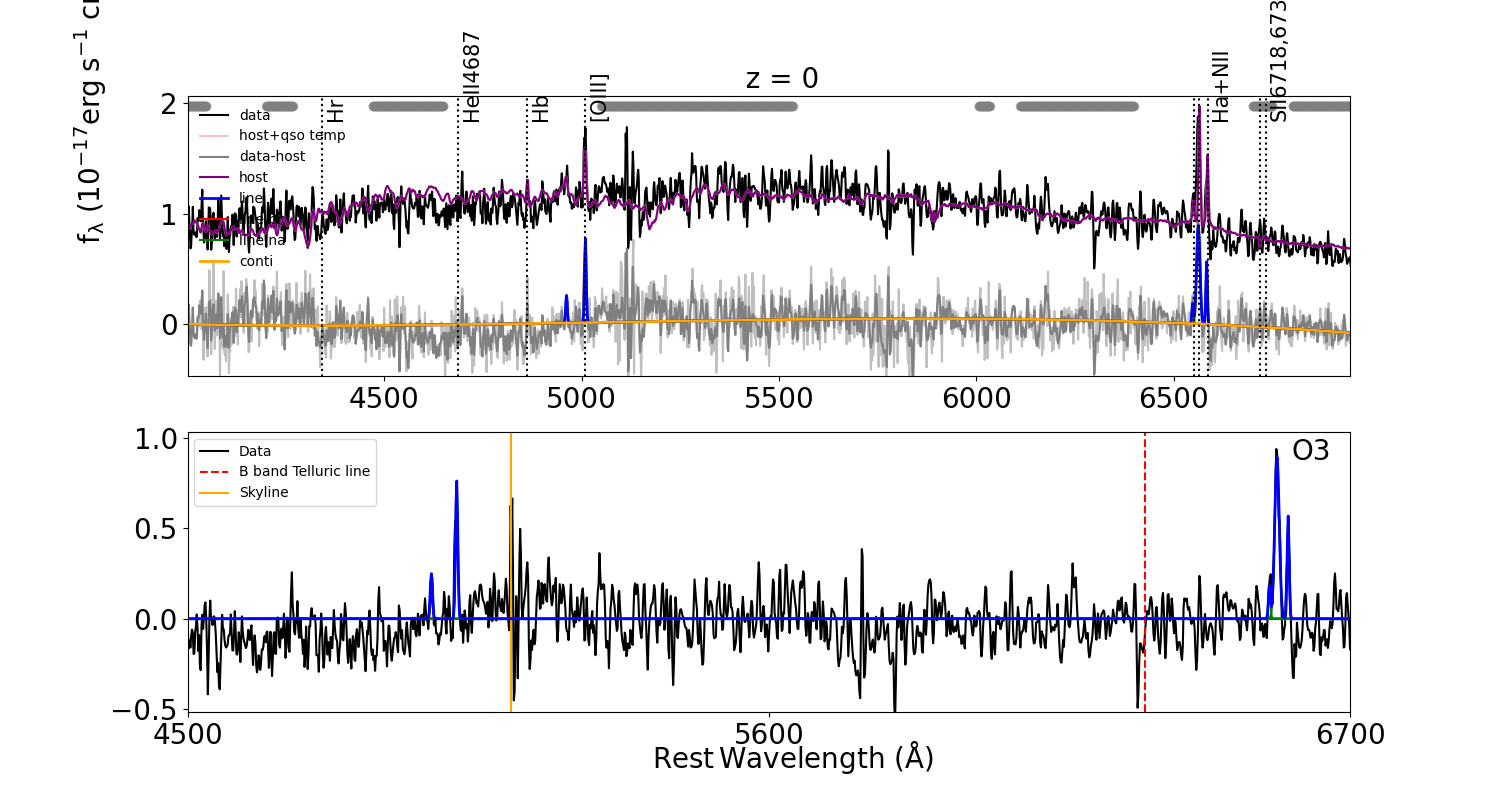 z = 0
Hr
HeII4687
Hb
[OIII]
Ha+NII
SII6718,673
f_λ (10^−17 erg s^−1
2
1
0
data
host+qso temp
data-host
host
line
line na
conti
4500
5000
5500
6000
6500
O3
1.0
0.5
0.0
−0.5
Data
B band Telluric line
Skyline
4500
5600
6700
Rest Wavelength (Å)